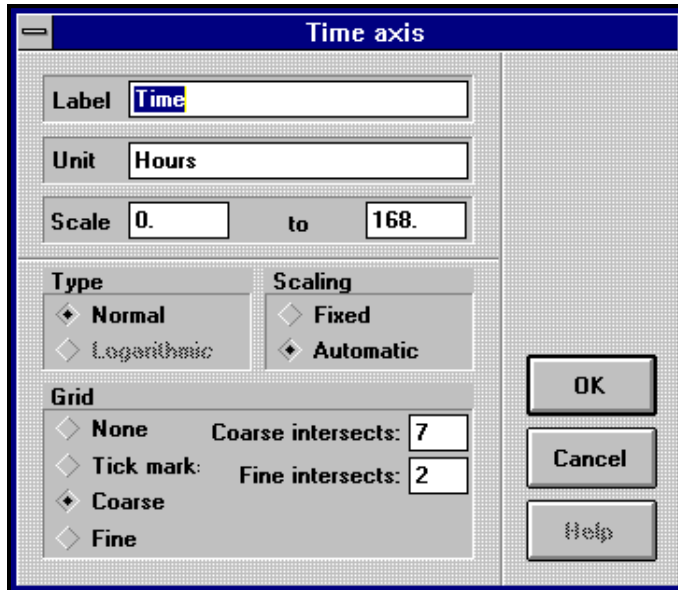 Time axis
Label Time
Unit Hours
Scale 0. to 168.
Type
Normal
Logarithmic
Scaling
Fixed
Automatic
Grid
None
Tick mark:
Coarse
Fine
Coarse intersects: 7
Fine intersects: 2
OK
Cancel
Help